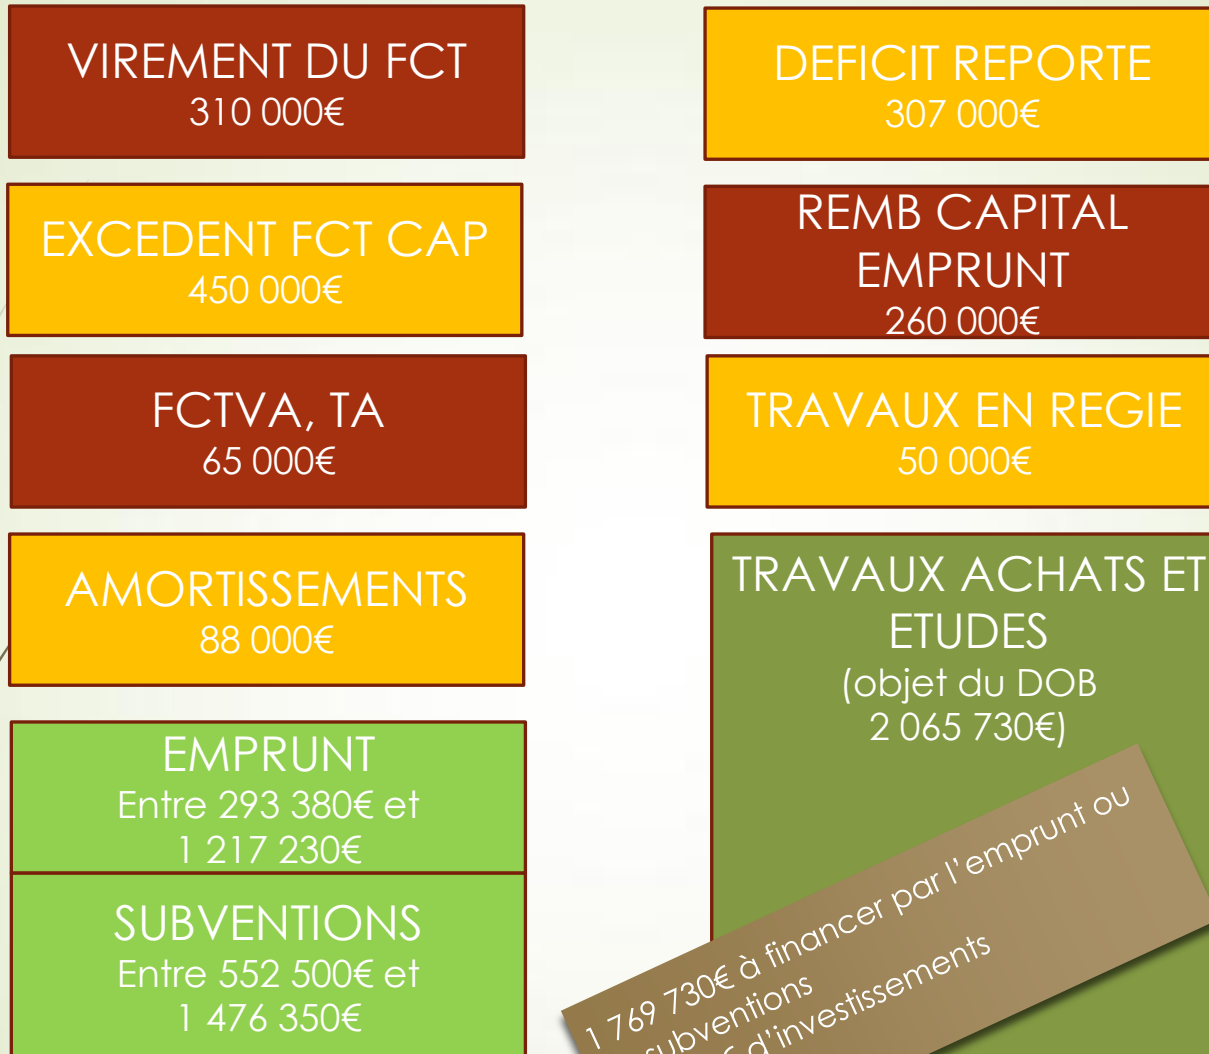 VIREMENT DU FCT
310 000€
EXCEDENT FCT CAP
450 000€
FCTVA, TA
65 000€
AMORTISSEMENTS
88 000€
EMPRUNT
Entre 293 380€ et
1 217 230€
SUBVENTIONS
Entre 552 500€ et
1 476 350€
DEFICIT REPORTE
307 000€
REMB CAPITAL
EMPRUNT
260 000€
TRAVAUX EN REGIE
50 000€
TRAVAUX ACHATS ET
ETUDES
(objet du DOB
2 065 730€)
1 769 730€ à financer par l'emprunt ou
subventions
€ d'investissements